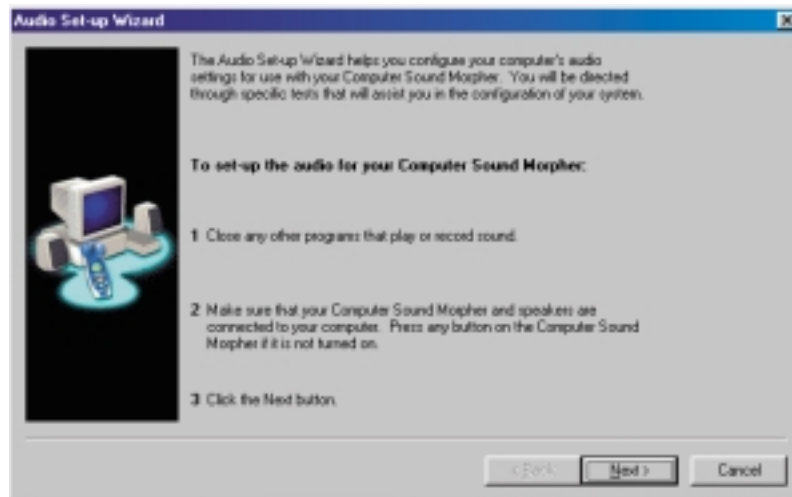 Audio Set-up Wizard
The Audio Set-up Wizard helps you configure your computer's audio
settings for use with your Computer Sound Morpher. You will be directed
through specific tests that will assist you in the configuration of your system.
To set-up the audio for your Computer Sound Morpher:
1 Close any other programs that play or record sound.
2 Make sure that your Computer Sound Morpher and speakers are
connected to your computer. Press any button on the Computer Sound
Morpher if it is not turned on.
3 Click the Next button.
< Back Next > Cancel